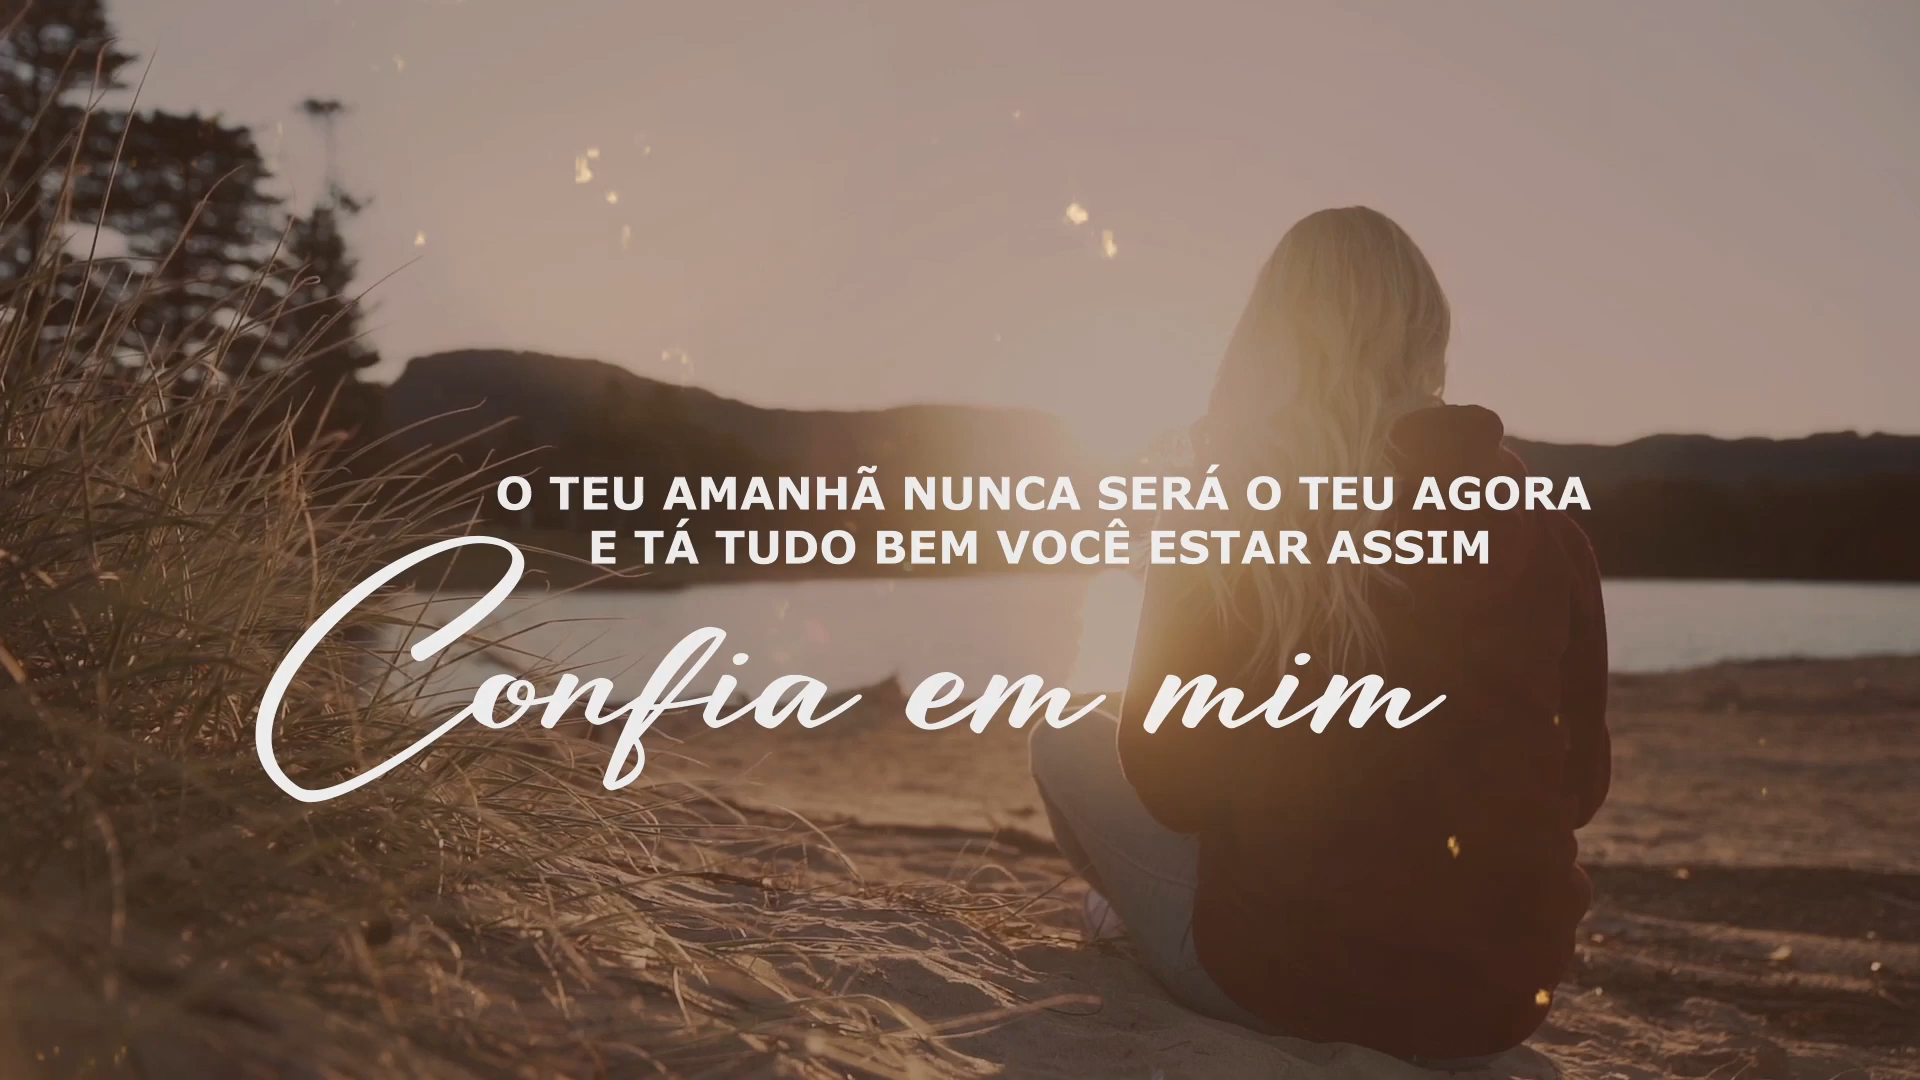 O TEU AMANHÃ NUNCA SERÁ O TEU AGORA
E TÁ TUDO BEM VOCÊ ESTAR ASSIM
Confia em mim